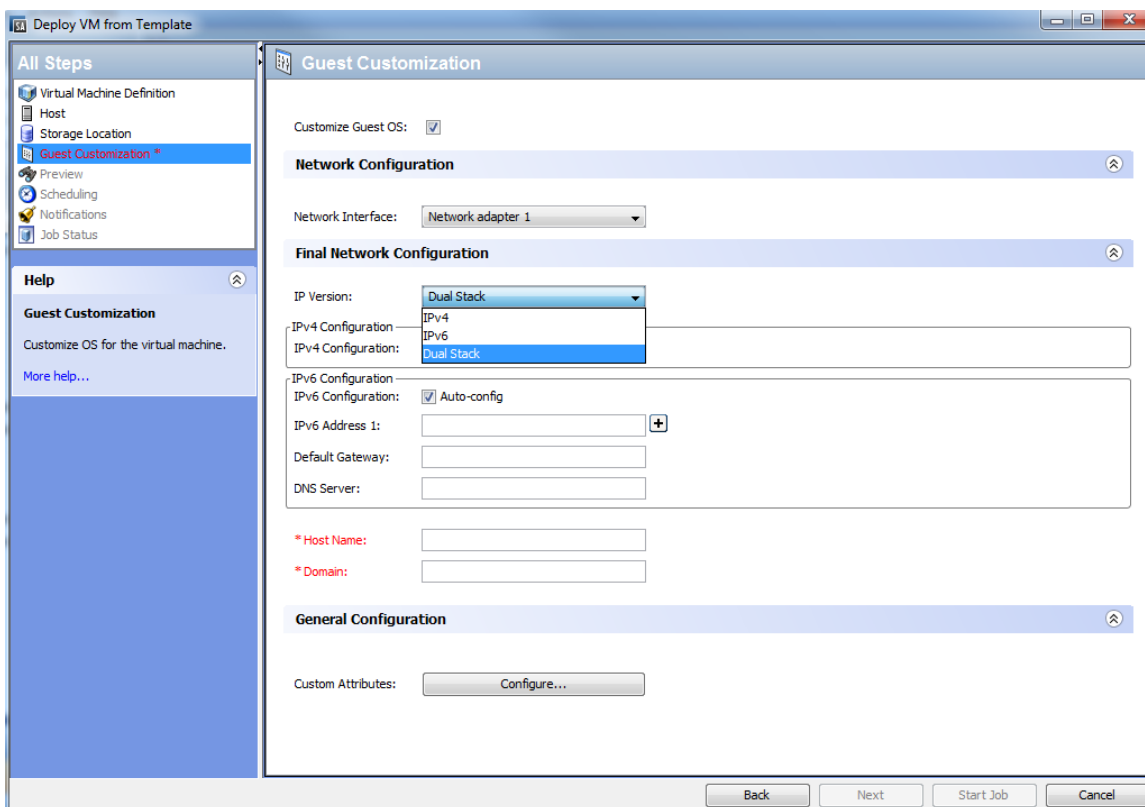 SA Deploy VM from Template
All Steps
Virtual Machine Definition
Host
Storage Location
Guest Customization *
Preview
Scheduling
Notifications
Job Status
Help
Guest Customization
Customize OS for the virtual machine.
More help...
Guest Customization
Customize Guest OS:
Network Configuration
Network Interface: Network adapter 1
Final Network Configuration
IP Version: Dual Stack
IPv4
IPv6
Dual Stack
IPv4 Configuration
IPv4 Configuration:
IPv6 Configuration
IPv6 Configuration: Auto-config
IPv6 Address 1:
Default Gateway:
DNS Server:
* Host Name:
* Domain:
General Configuration
Custom Attributes: Configure...
Back Next Start Job Cancel